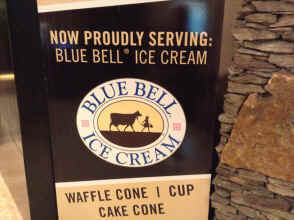 NOW PROUDLY SERVING:
BLUE BELL® ICE CREAM
BLUE BELL
ICE CREAM
WAFFLE CONE | CUP
CAKE CONE